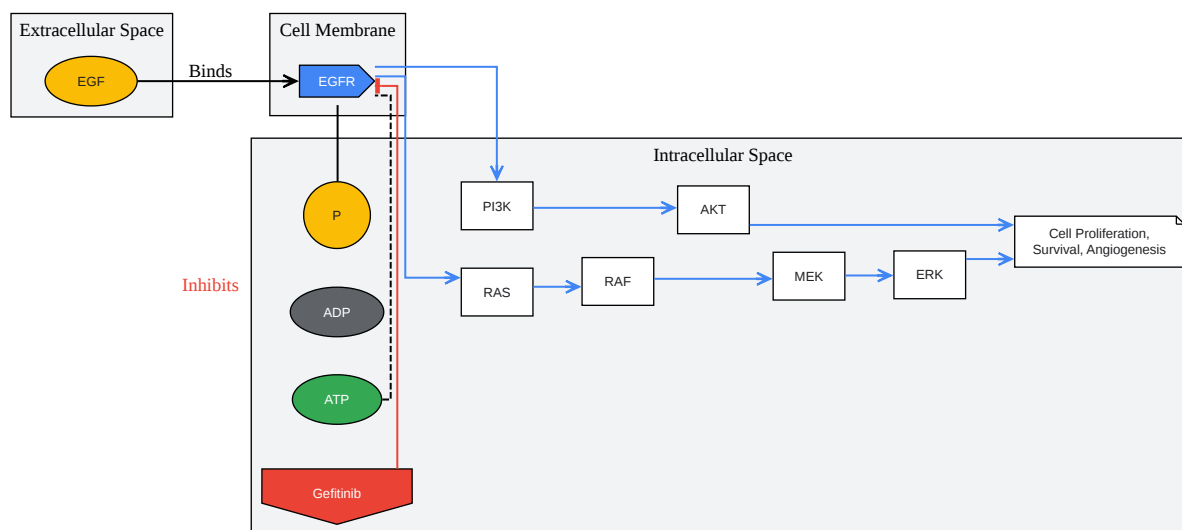 Extracellular Space
Cell Membrane
EGF
Binds
EGFR
Intracellular Space
P
PI3K
AKT
Cell Proliferation,
Survival, Angiogenesis
RAS
RAF
MEK
ERK
Inhibits
ADP
ATP
Gefitinib